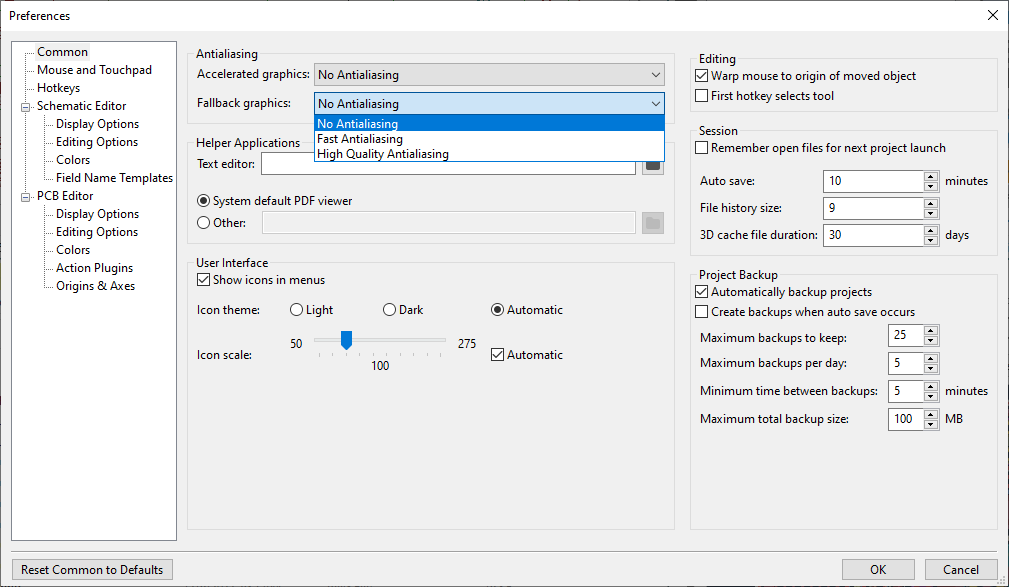 Preferences
Common
Mouse and Touchpad
Hotkeys
Schematic Editor
Display Options
Editing Options
Colors
Field Name Templates
PCB Editor
Display Options
Editing Options
Colors
Action Plugins
Origins & Axes
Antialiasing
Accelerated graphics: No Antialiasing
Fallback graphics: No Antialiasing
No Antialiasing
Fast Antialiasing
High Quality Antialiasing
Helper Applications
Text editor:
System default PDF viewer
Other:
User Interface
Show icons in menus
Icon theme: Light Dark Automatic
Icon scale: 50 275 Automatic
100
Editing
Warp mouse to origin of moved object
First hotkey selects tool
Session
Remember open files for next project launch
Auto save: 10 minutes
File history size: 9
3D cache file duration: 30 days
Project Backup
Automatically backup projects
Create backups when auto save occurs
Maximum backups to keep: 25
Maximum backups per day: 5
Minimum time between backups: 5 minutes
Maximum total backup size: 100 MB
Reset Common to Defaults OK Cancel